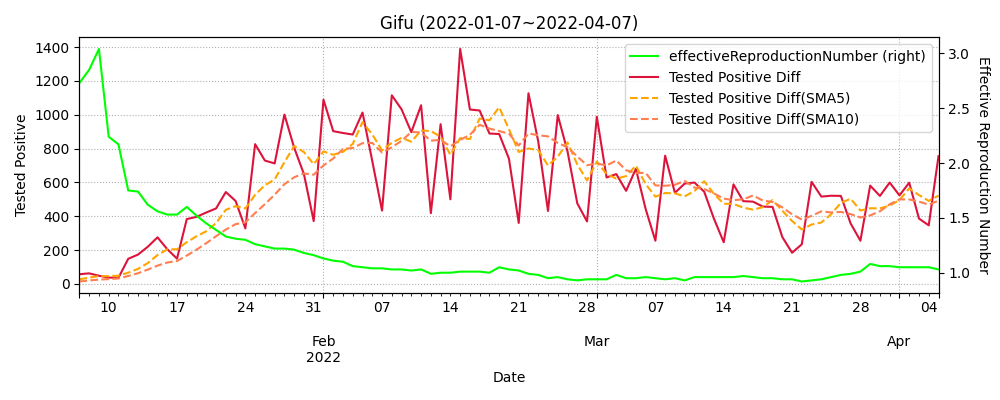 Gifu (2022-01-07~2022-04-07)
effectiveReproductionNumber (right)
Tested Positive Diff
Tested Positive Diff(SMA5)
Tested Positive Diff(SMA10)
Tested Positive
1400
1200
1000
800
600
400
200
0
Effective Reproduction Number
3.0
2.5
2.0
1.5
1.0
10 17 24 31 07 14 21 28 07 14 21 28 04
Feb Mar Apr
2022
Date